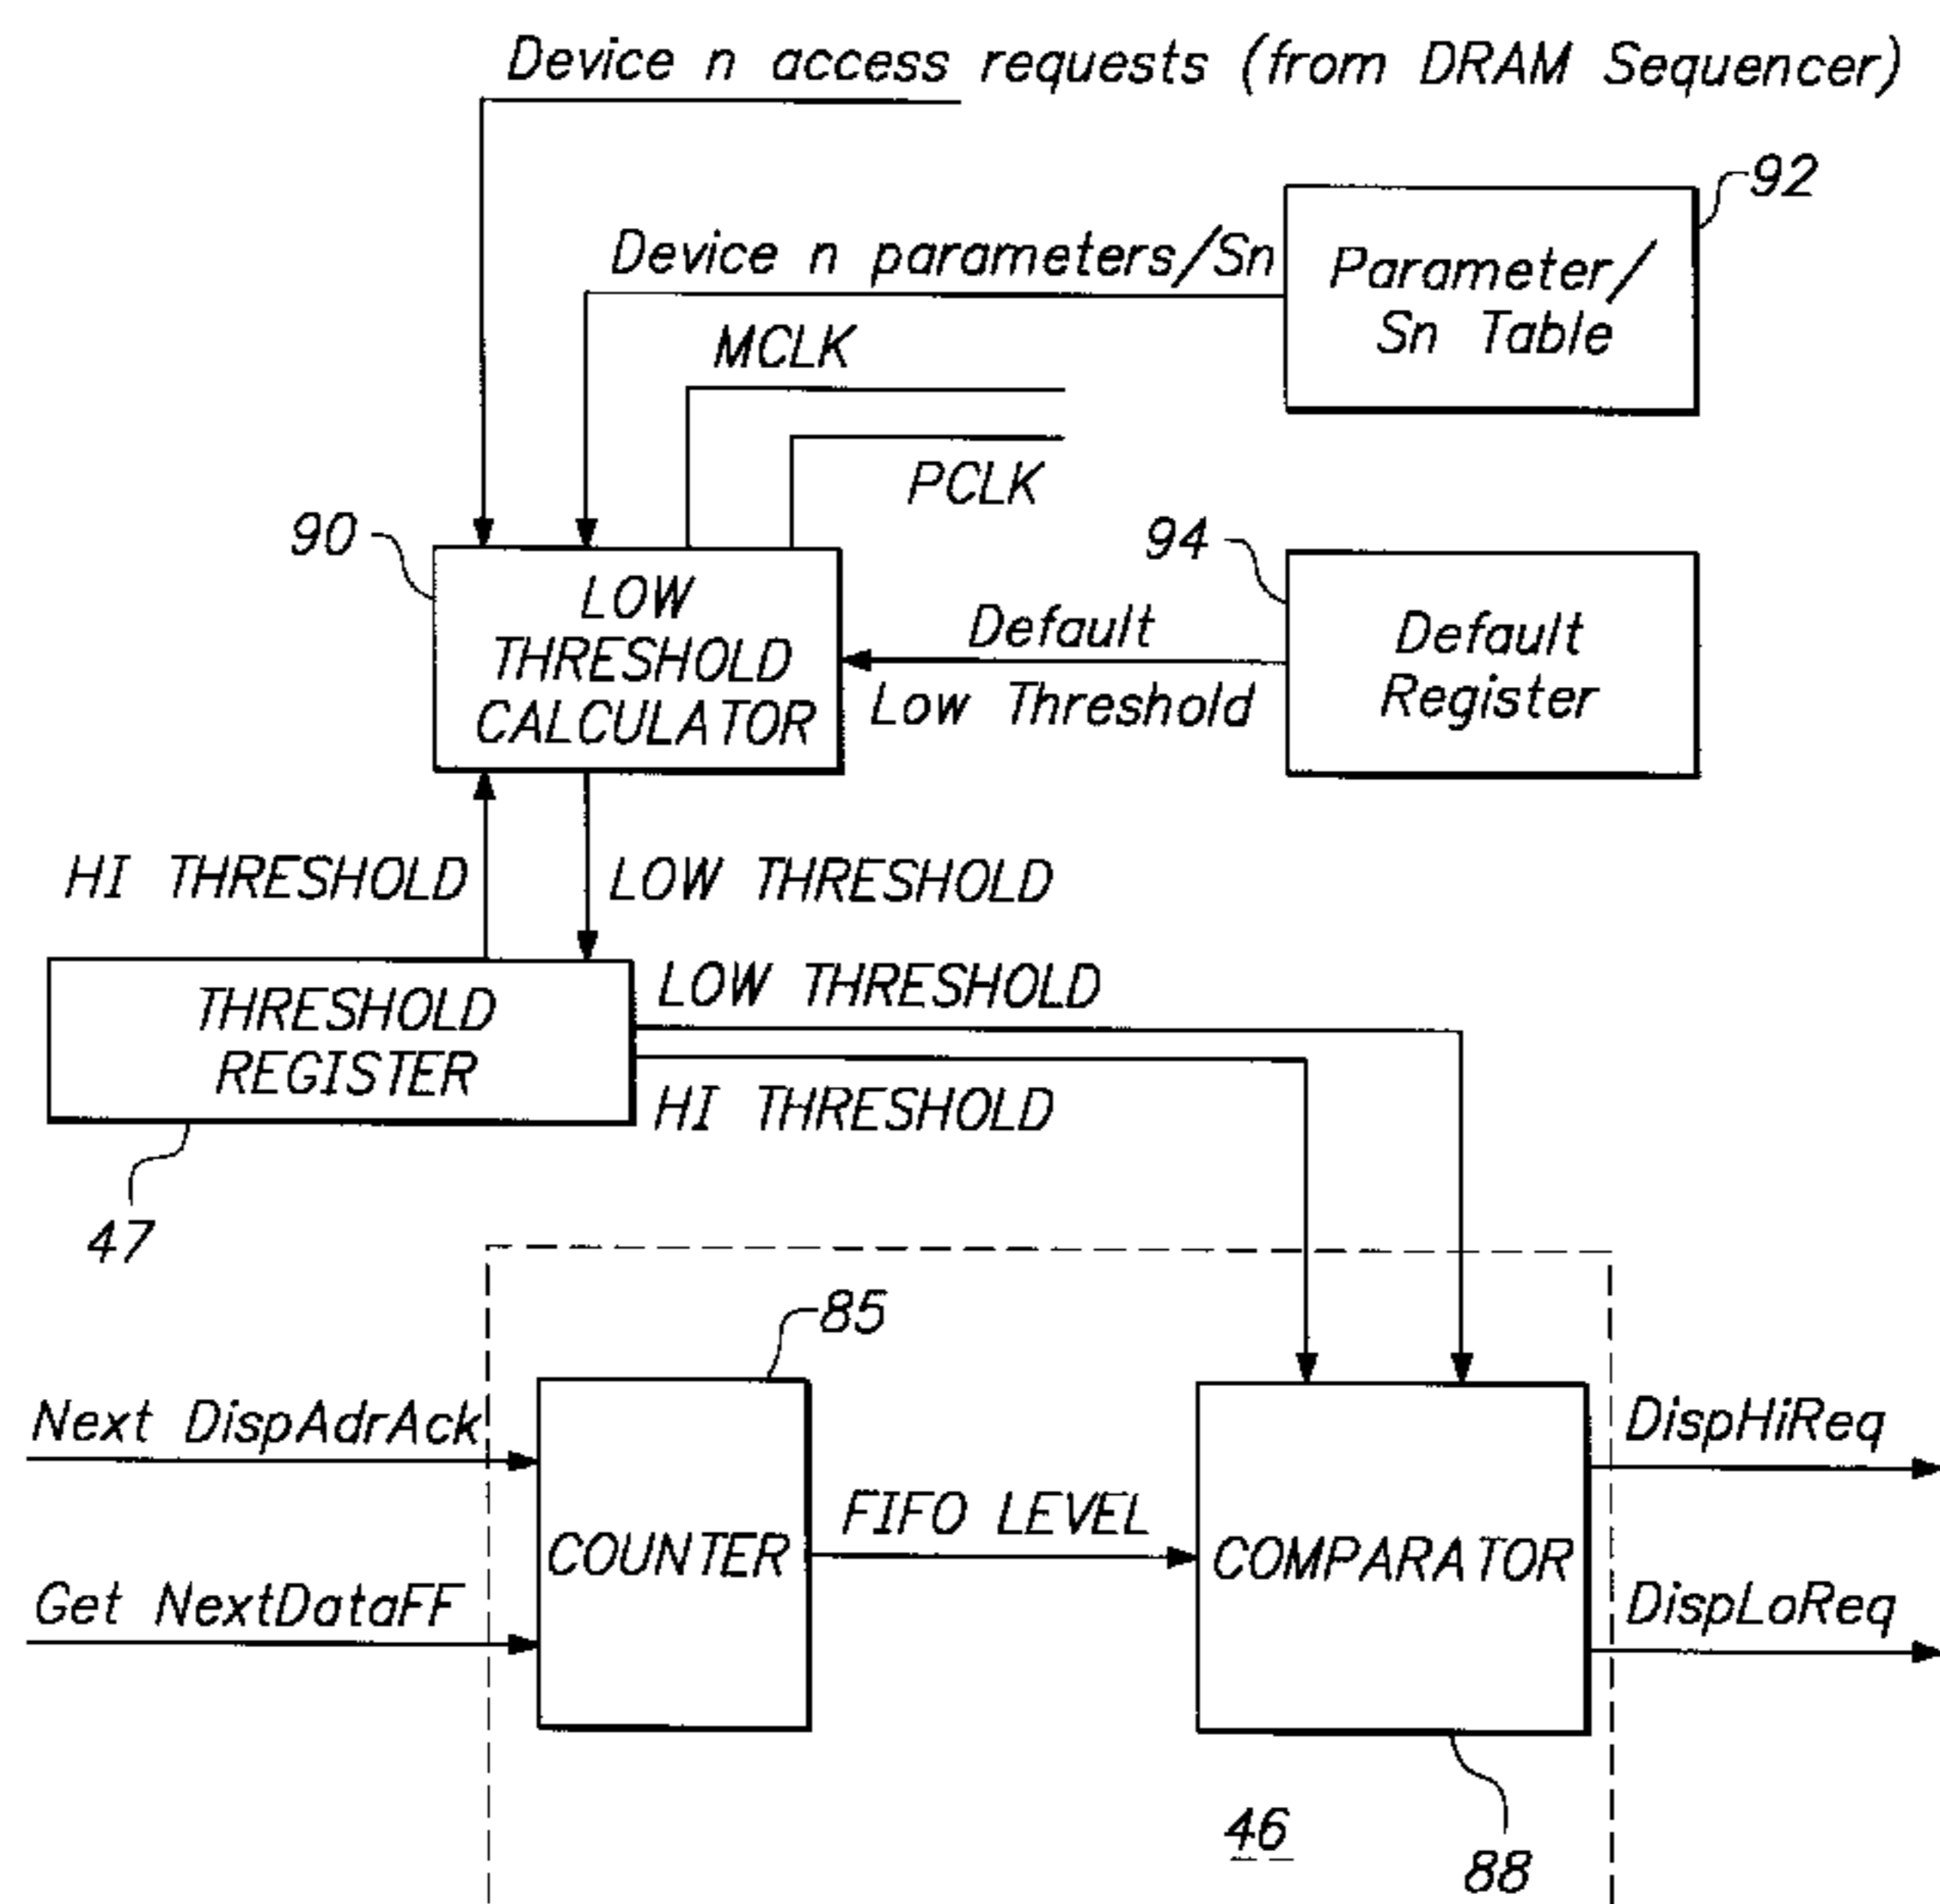 Device n access requests (from DRAM Sequencer)
92
Device n parameters/Sn
Parameter/
Sn Table
MCLK
PCLK
90
94
LOW
THRESHOLD
CALCULATOR
Default
Low Threshold
Default
Register
HI THRESHOLD
LOW THRESHOLD
THRESHOLD
REGISTER
LOW THRESHOLD
HI THRESHOLD
47
85
Next DispAdrAck
Get NextDataFF
COUNTER
FIFO LEVEL
COMPARATOR
DispHiReq
DispLoReq
46
88